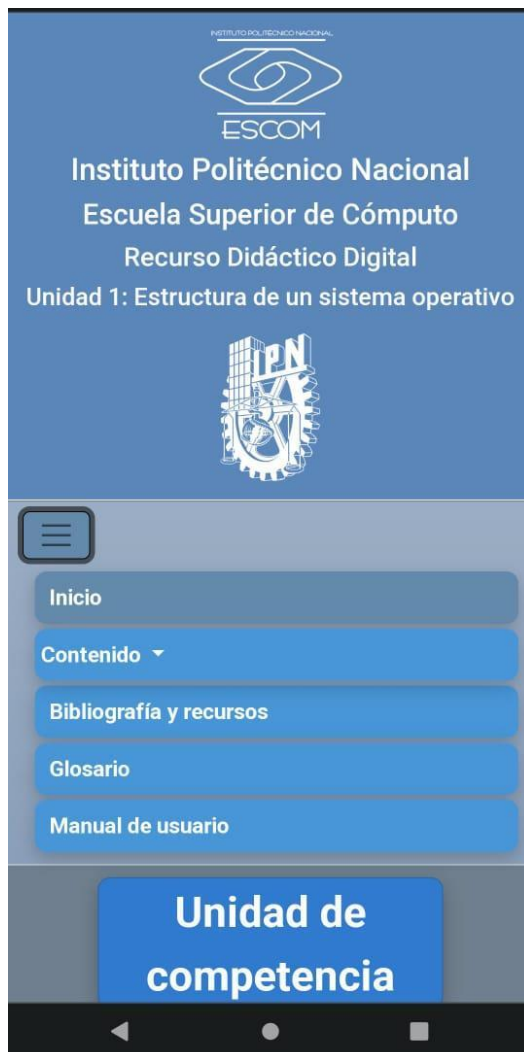 INSTITUTO POLITÉCNICO NACIONAL
ESCOM
Instituto Politécnico Nacional
Escuela Superior de Cómputo
Recurso Didáctico Digital
Unidad 1: Estructura de un sistema operativo
IPN
Inicio
Contenido
Bibliografía y recursos
Glosario
Manual de usuario
Unidad de
competencia